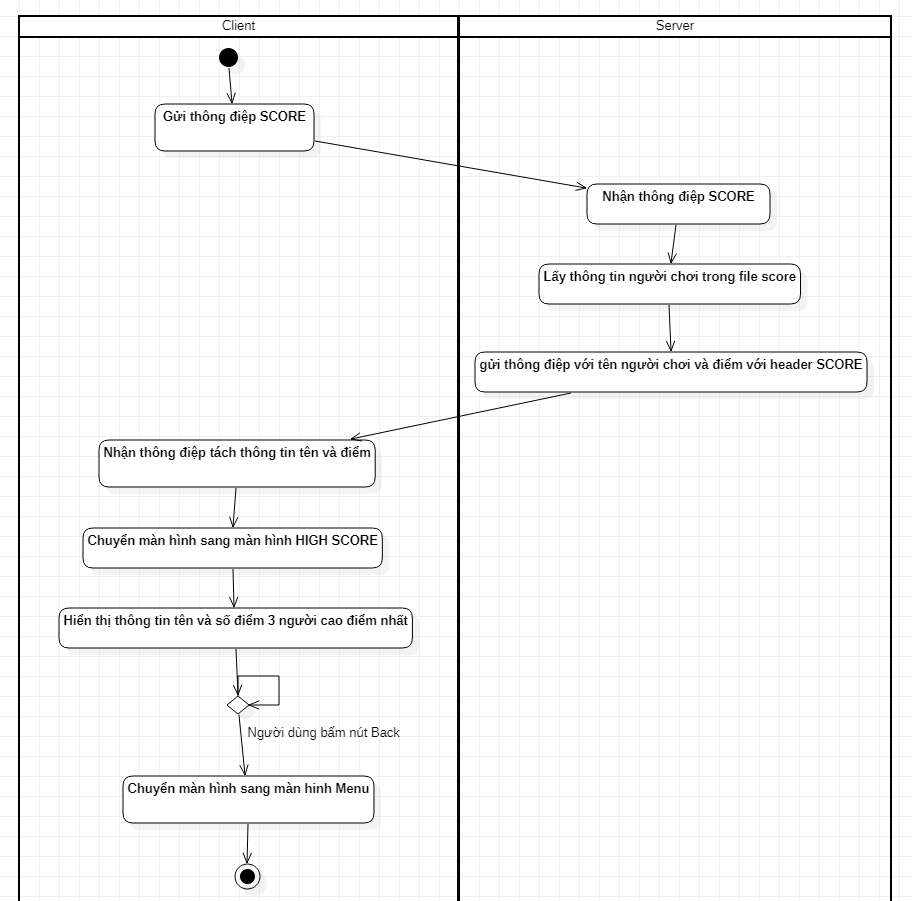 Client
Server
Gửi thông điệp SCORE
Nhận thông điệp SCORE
Lấy thông tin người chơi trong file score
gửi thông điệp với tên người chơi và điểm với header SCORE
Nhận thông điệp tách thông tin tên và điểm
Chuyển màn hình sang màn hình HIGH SCORE
Hiển thị thông tin tên và số điểm 3 người cao điểm nhất
Người dùng bấm nút Back
Chuyển màn hình sang màn hinh Menu